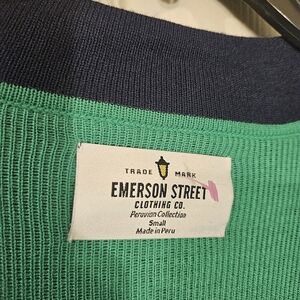 TRADE MARK
EMERSON STREET
CLOTHING CO.
Peruvian Collection
Small
Made in Peru